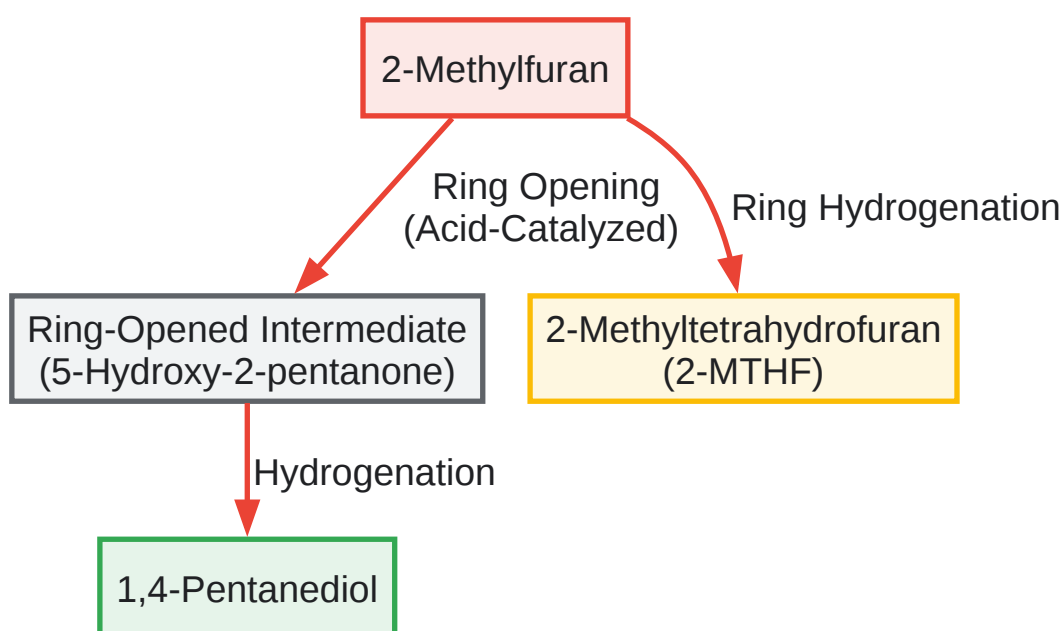 2-Methylfuran
Ring Opening
(Acid-Catalyzed)
Ring Hydrogenation
Ring-Opened Intermediate
(5-Hydroxy-2-pentanone)
2-Methyltetrahydrofuran
(2-MTHF)
Hydrogenation
1,4-Pentanediol